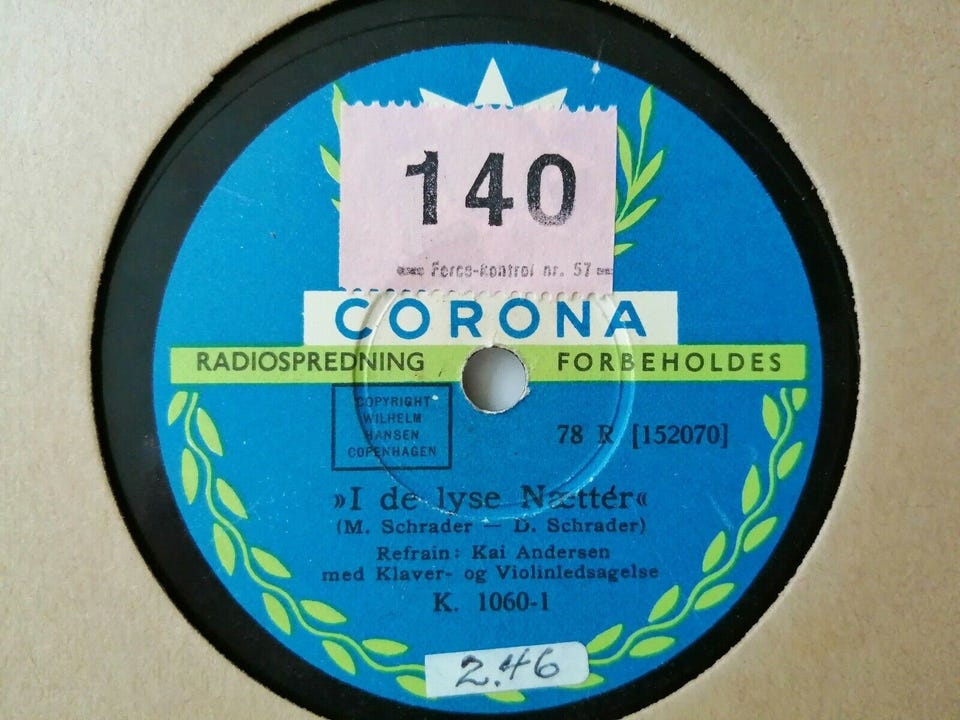 140
Force-Kontrol nr. 57
CORONA
RADIOSPREDNING FORBEHOLDES
COPYRIGHT
WILHELM
HANSEN
COPENHAGEN
78 R [152070]
»I de lyse Nættér«
(M. Schrader — D. Schrader)
Refrain: Kai Andersen
med Klaver- og Violinledsagelse
K. 1060-1
2.46